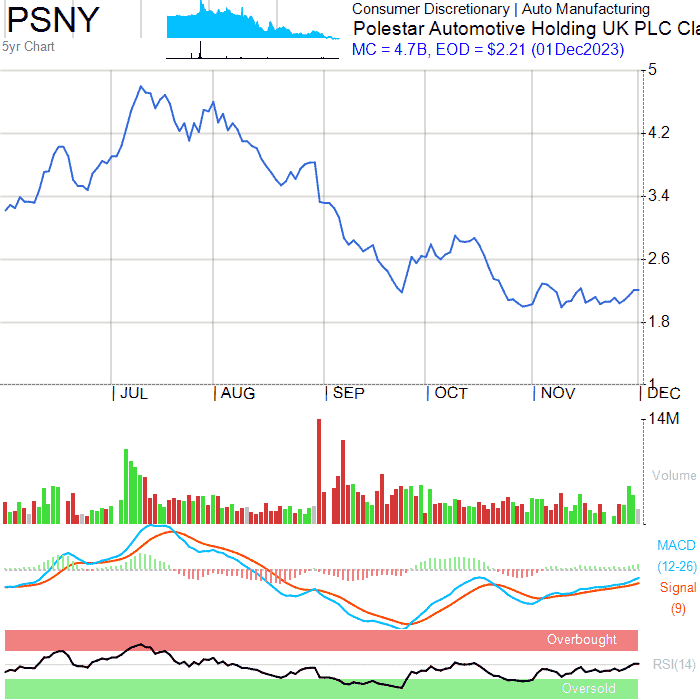 PSNY
5yr Chart
Consumer Discretionary | Auto Manufacturing
Polestar Automotive Holding UK PLC Cla
MC = 4.7B, EOD = $2.21 (01Dec2023)
5
4.2
3.4
2.6
1.8
1
JUL AUG SEP OCT NOV DEC
14M
Volume
MACD
(12-26)
Signal
(9)
Overbought
RSI(14)
Oversold